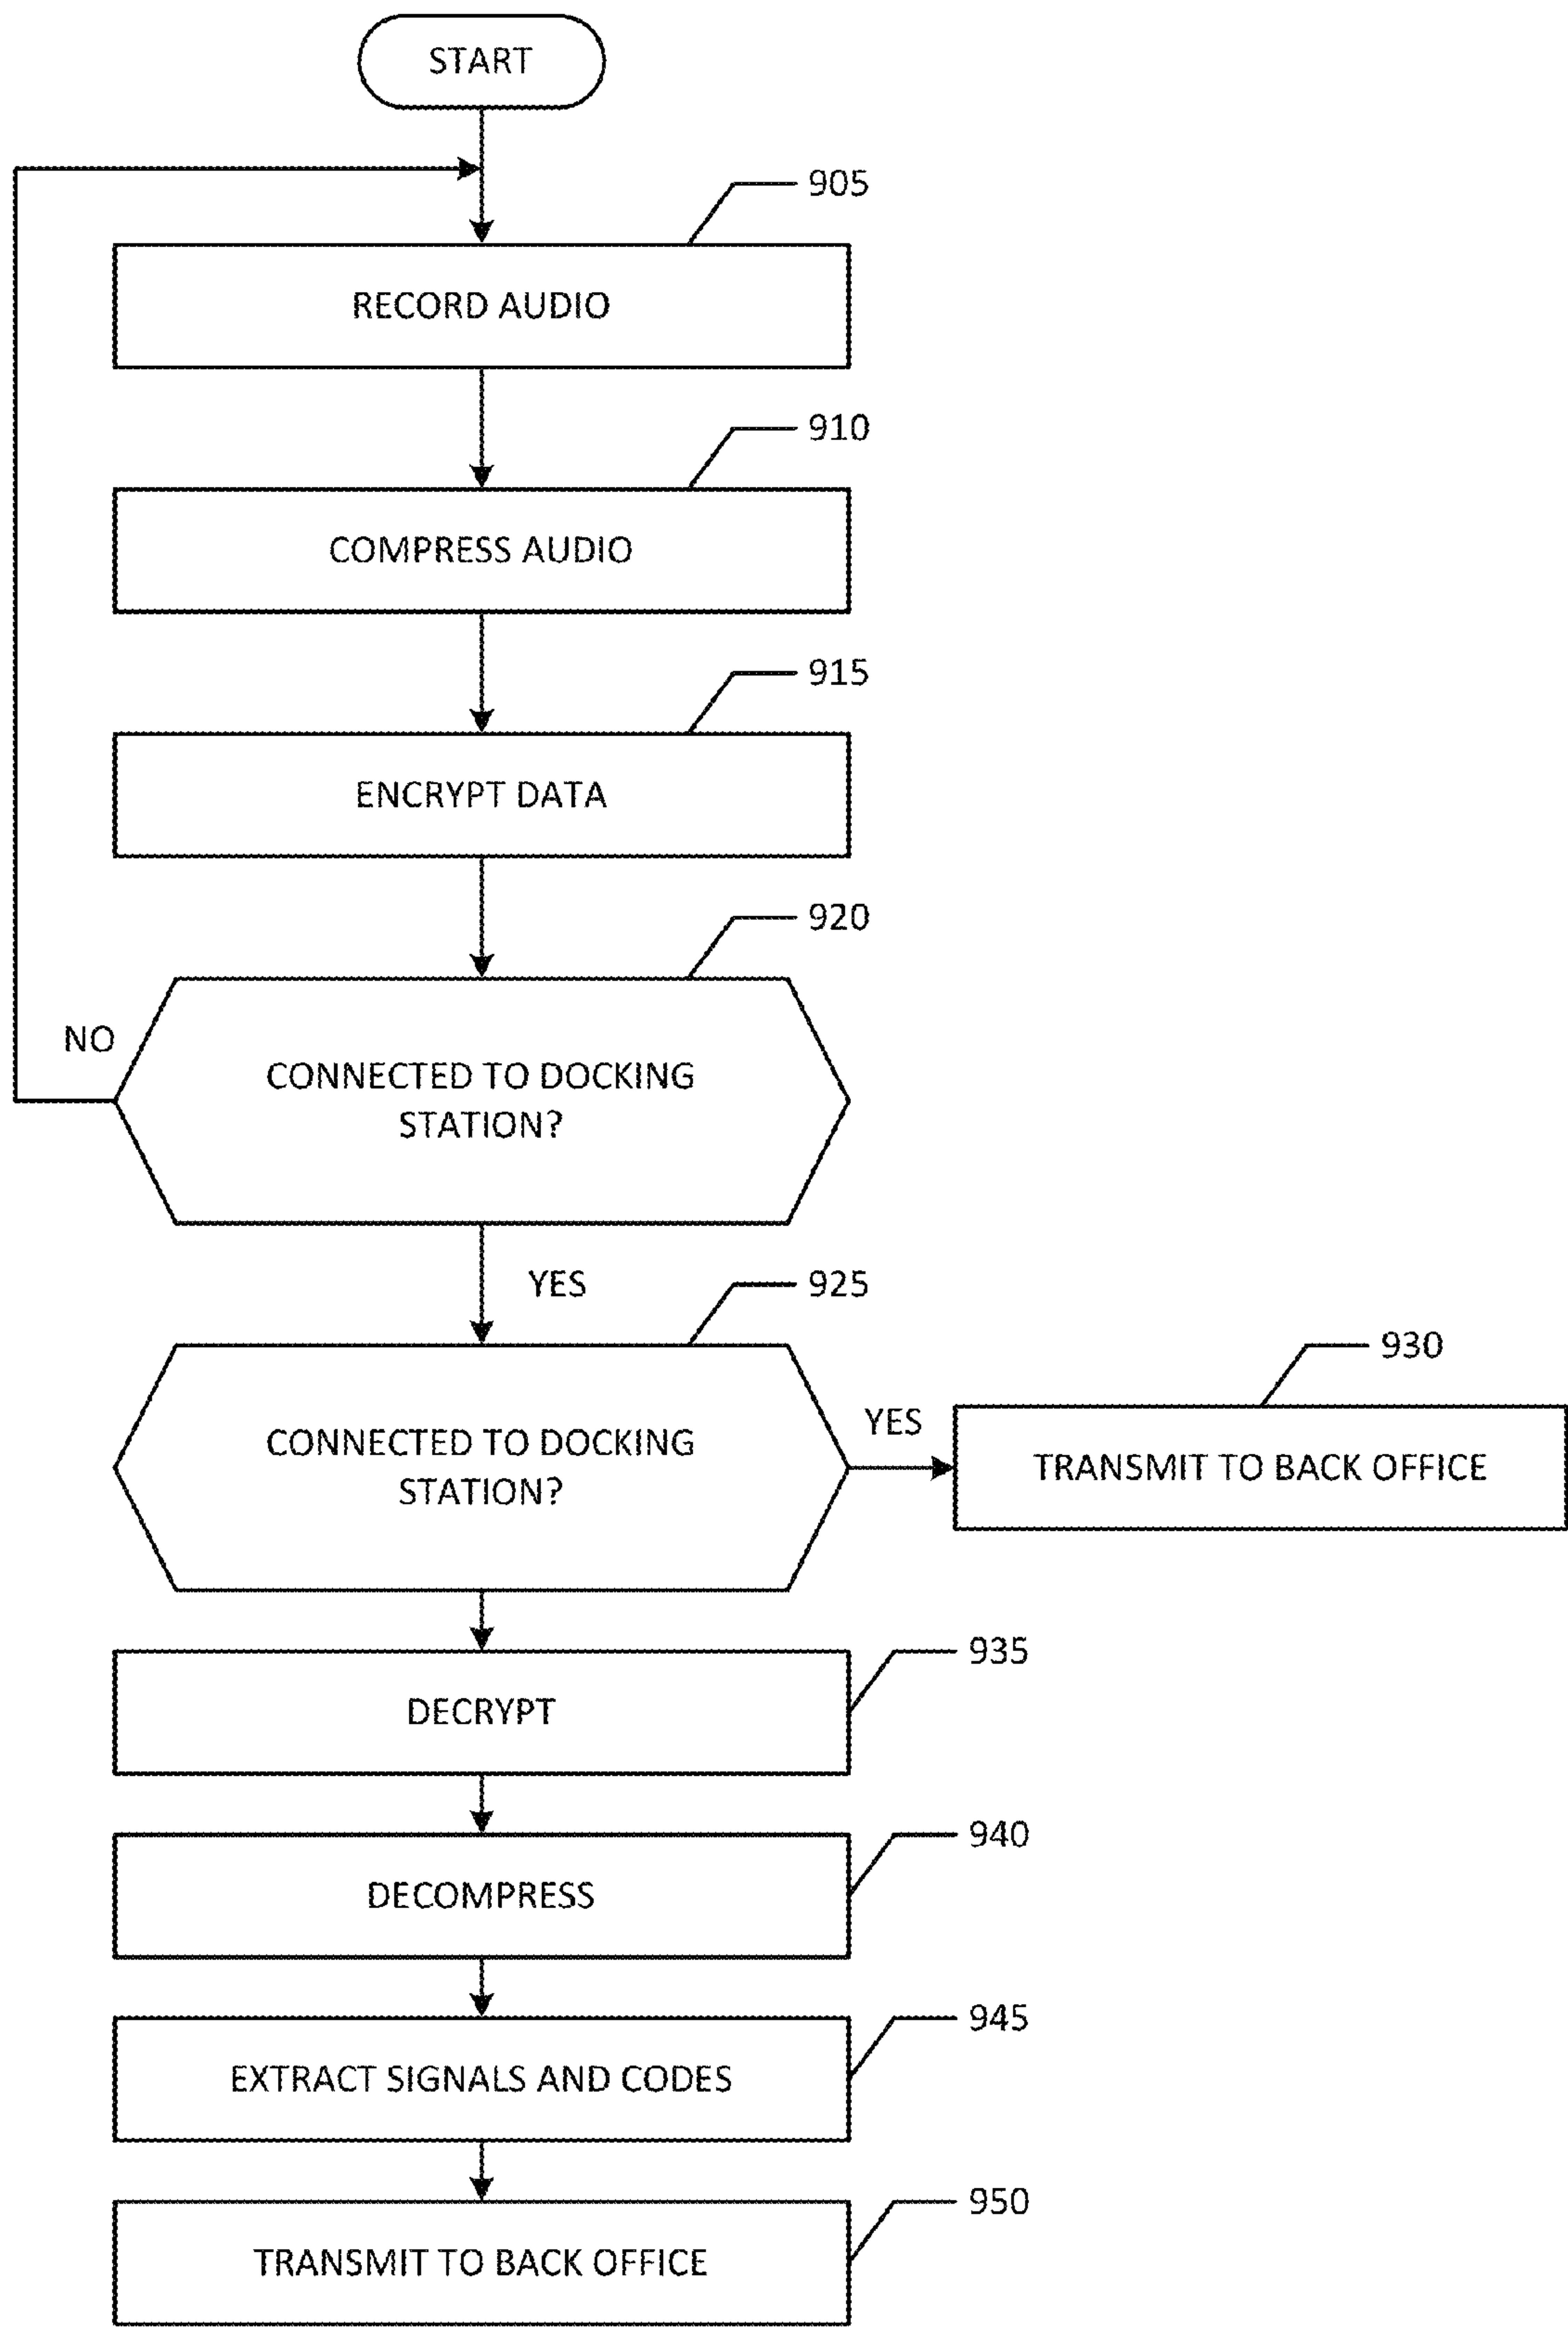 START
905
RECORD AUDIO
910
COMPRESS AUDIO
915
ENCRYPT DATA
920
NO
CONNECTED TO DOCKING
STATION?
YES
925
930
CONNECTED TO DOCKING
STATION?
YES
TRANSMIT TO BACK OFFICE
935
DECRYPT
940
DECOMPRESS
945
EXTRACT SIGNALS AND CODES
950
TRANSMIT TO BACK OFFICE